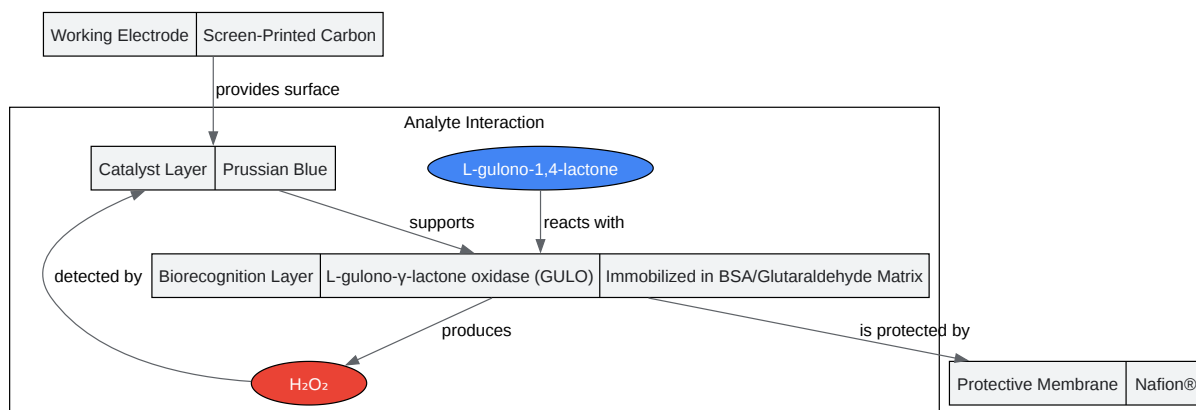 Working Electrode
Screen-Printed Carbon
provides surface
Analyte Interaction
Catalyst Layer
Prussian Blue
L-gulono-1,4-lactone
supports
reacts with
detected by
Biorecognition Layer
L-gulono-γ-lactone oxidase (GULO)
Immobilized in BSA/Glutaraldehyde Matrix
produces
is protected by
H₂O₂
Protective Membrane
Nafion®